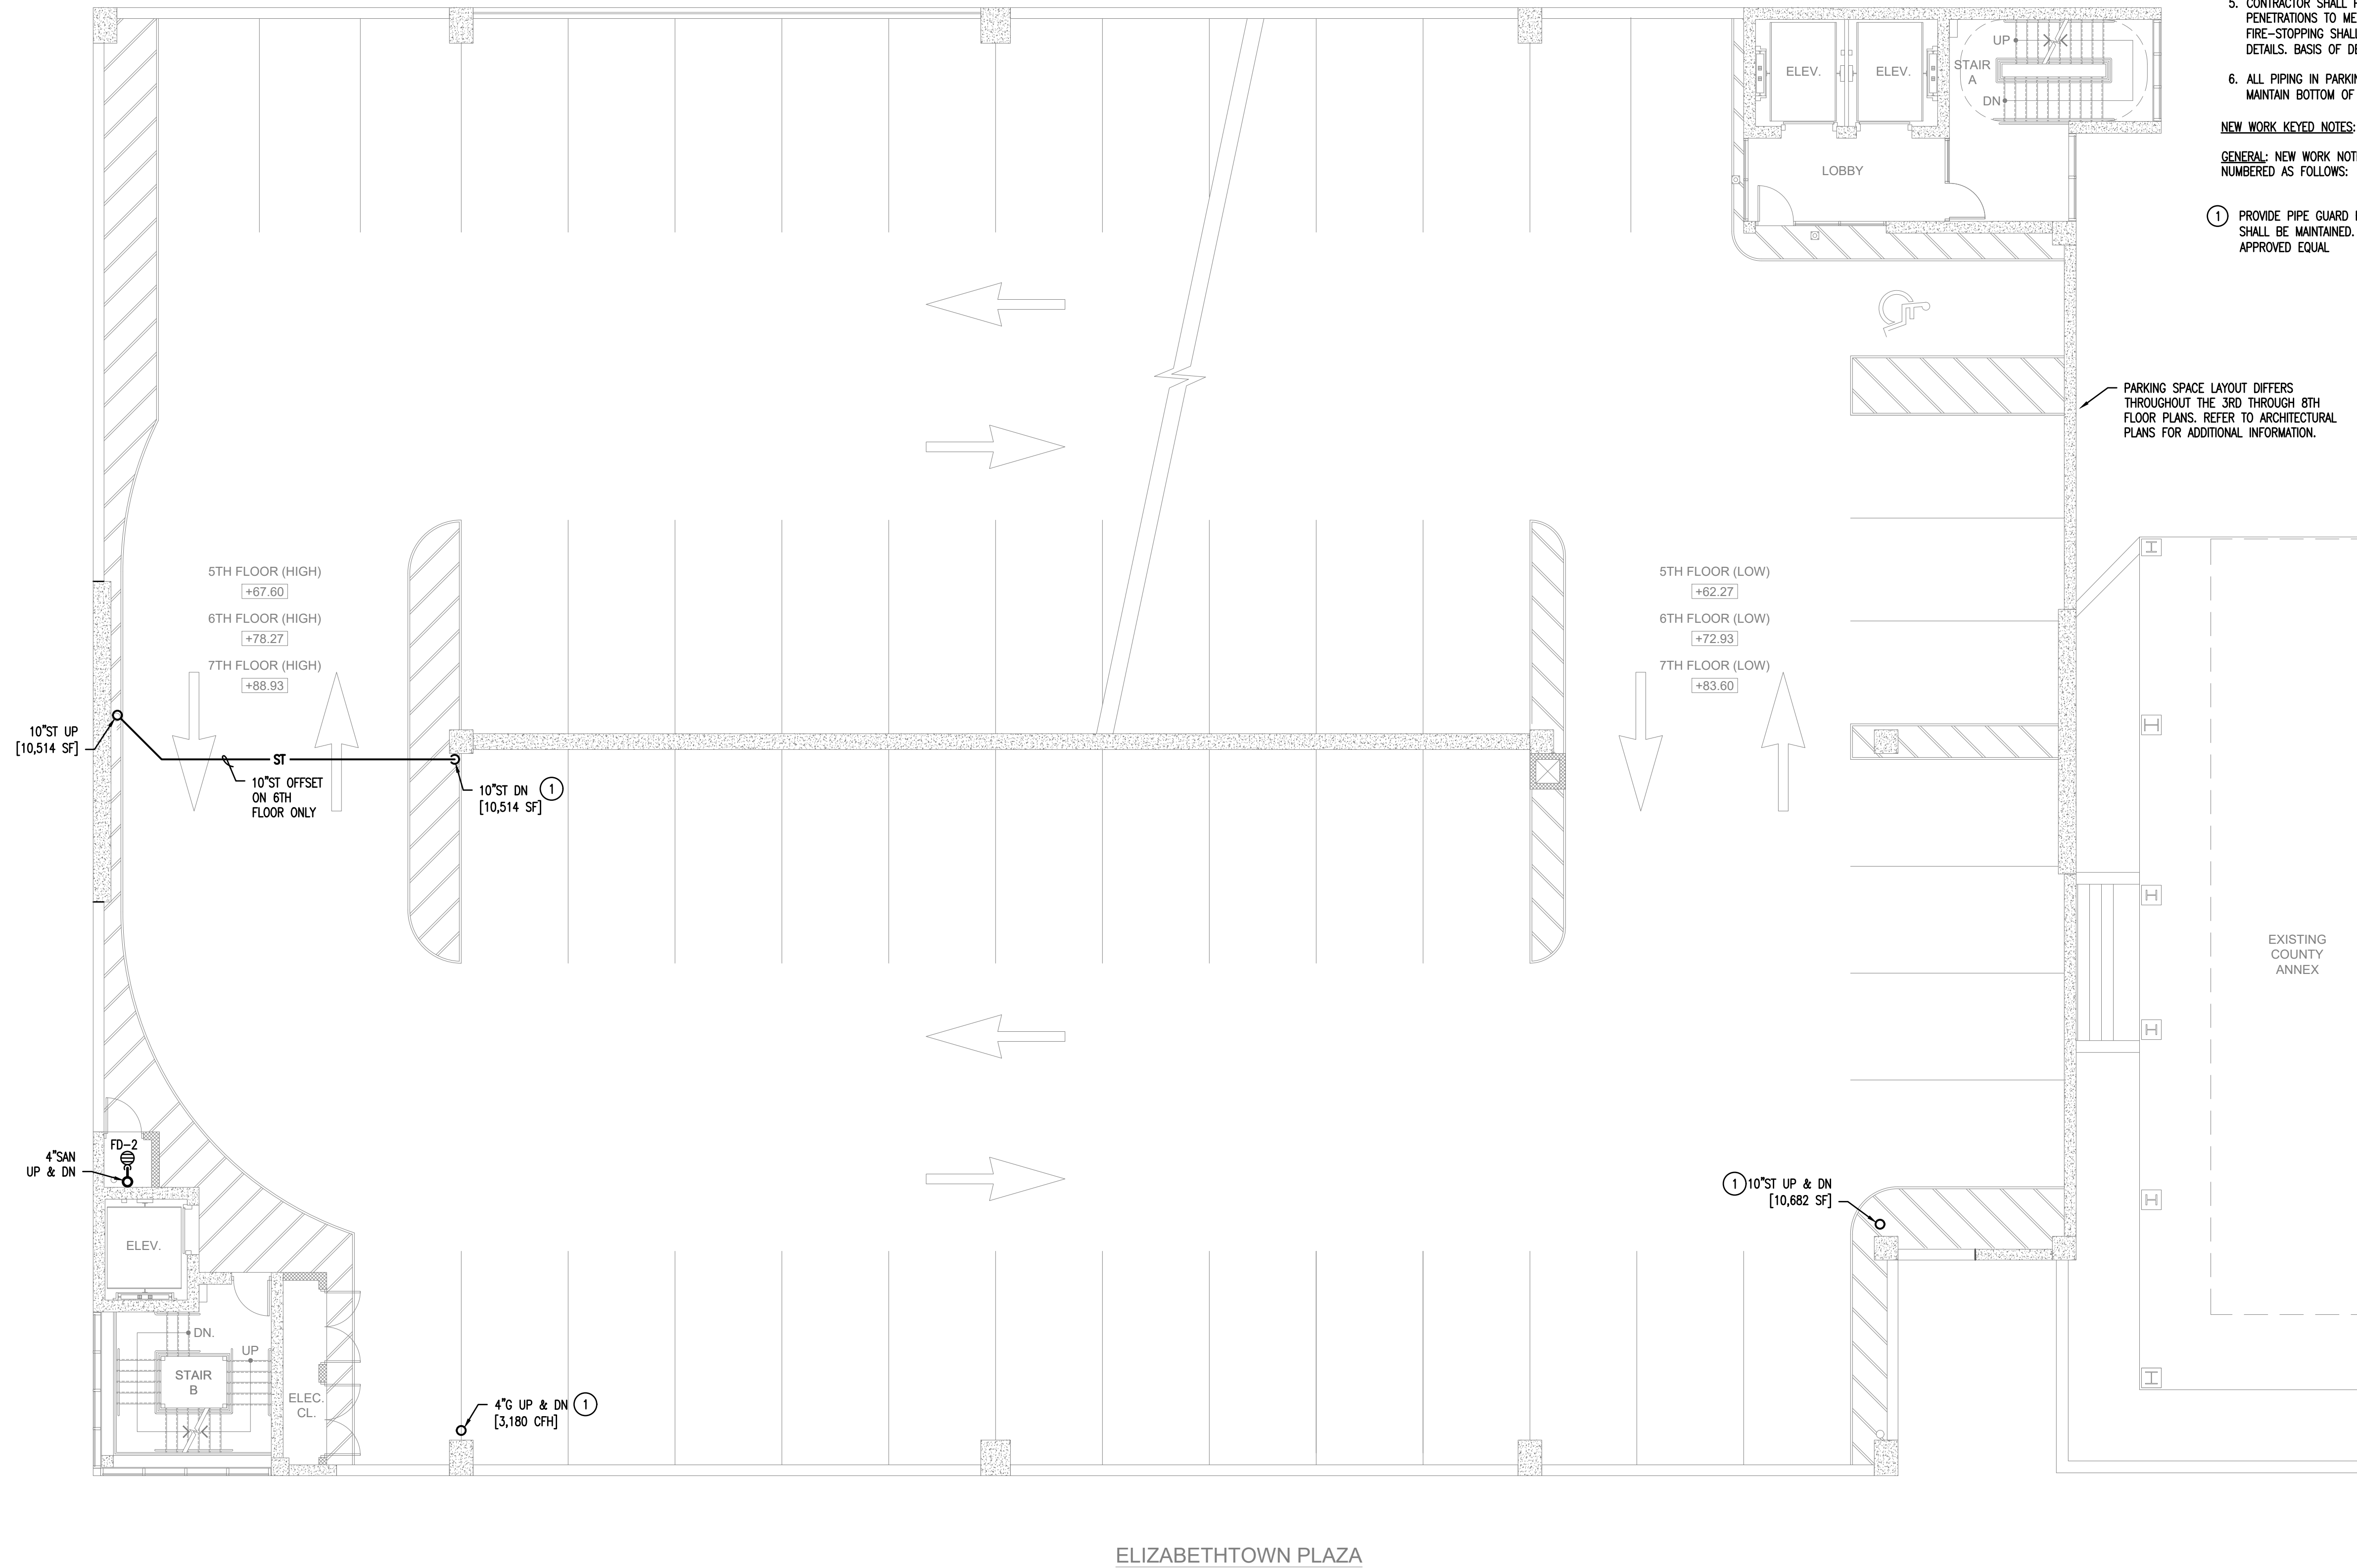 5. CONTRACTOR SHALL
PENETRATIONS TO
FIRE-STOPPING
DETAILS. BASIS OF
6. ALL PIPING IN
MAINTAIN BOTTOM OF
NEW WORK KEYED NOTES:
GENERAL: NEW WORK
NUMBERED AS FOLLOWS:
1 PROVIDE PIPE GUARD
SHALL BE MAINTAINED.
APPROVED EQUAL
ELEV.
ELEV.
UP
STAIR
A
DN
LOBBY
PARKING SPACE LAYOUT DIFFERS
THROUGHOUT THE 3RD THROUGH 8TH
FLOOR PLANS. REFER TO ARCHITECTURAL
PLANS FOR ADDITIONAL INFORMATION.
5TH FLOOR (HIGH)
+67.60
6TH FLOOR (HIGH)
+78.27
7TH FLOOR (HIGH)
+88.93
5TH FLOOR (LOW)
+62.27
6TH FLOOR (LOW)
+72.93
7TH FLOOR (LOW)
+83.60
10"ST UP
[10,514 SF]
ST
10"ST OFFSET
ON 6TH
FLOOR ONLY
10"ST DN 1
[10,514 SF]
EXISTING
COUNTY
ANNEX
FD-2
4"SAN
UP & DN
1 10"ST UP & DN
[10,682 SF]
ELEV.
DN.
UP
STAIR
B
ELEC.
CL.
4"G UP & DN 1
[3,180 CFH]
ELIZABETHTOWN PLAZA